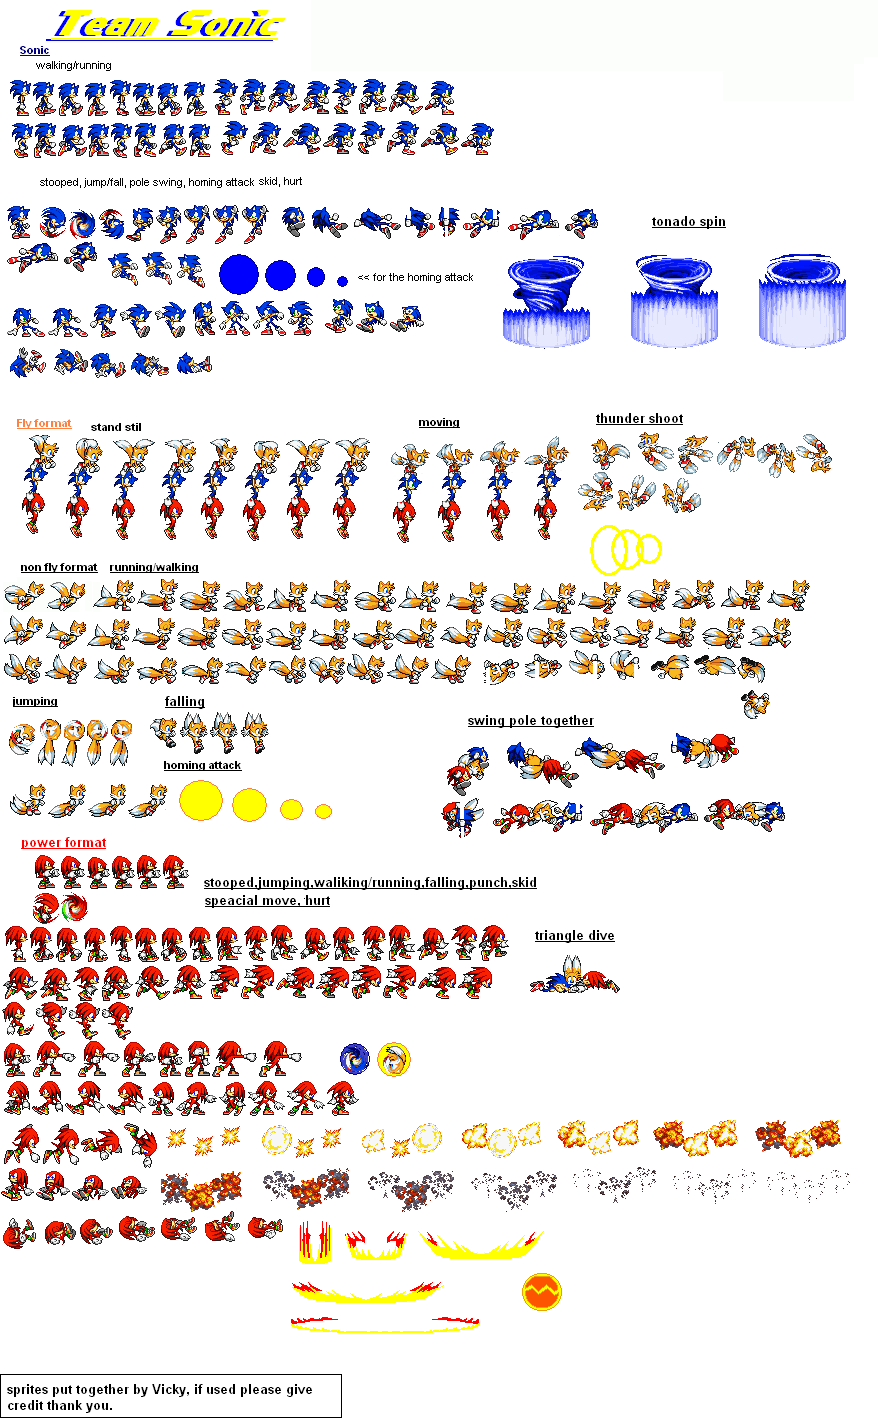 Team Sonic
Sonic
walking/running
stooped, jump/fall, pole swing, homing attack skid, hurt
tonado spin
<< for the homing attack
Fly format
stand stil
moving
thunder shoot
non fly format running/walking
jumping
falling
swing pole together
homing attack
power format
stooped,jumping,waliking/running,falling,punch,skid
speacial move, hurt
triangle dive
sprites put together by Vicky, if used please give
credit thank you.